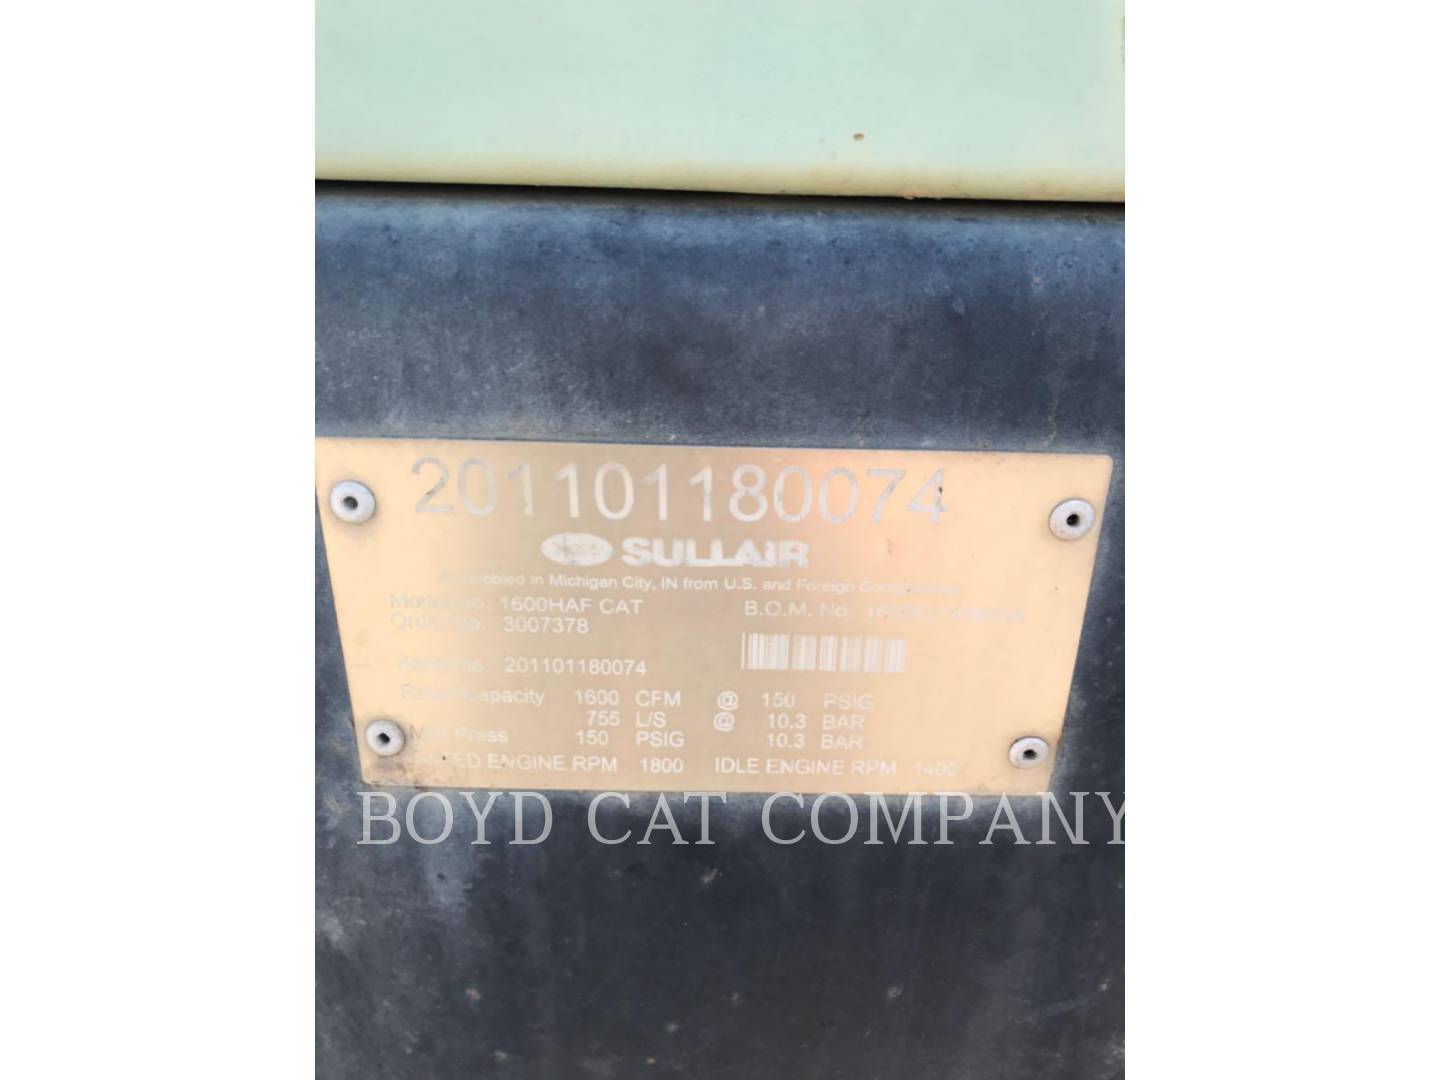 201101180074
SULLAIR
Assembled in Michigan City, IN from U.S. and Foreign Components
Model No. 1600HAF CAT B.O.M. No.
Order No. 3007378
Serial No. 201101180074
Rated Capacity 1600 CFM @ 150 PSIG
755 L/S @ 10.3 BAR
Max Press 150 PSIG 10.3 BAR
RATED ENGINE RPM 1800 IDLE ENGINE RPM 1400
BOYD CAT COMPANY